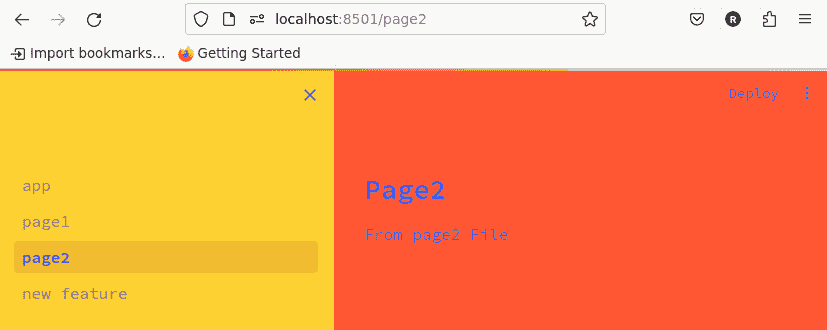 localhost:8501/page2
R
Import bookmarks... Getting Started
Deploy
app
page1
page2
new feature
Page2
From page2 File